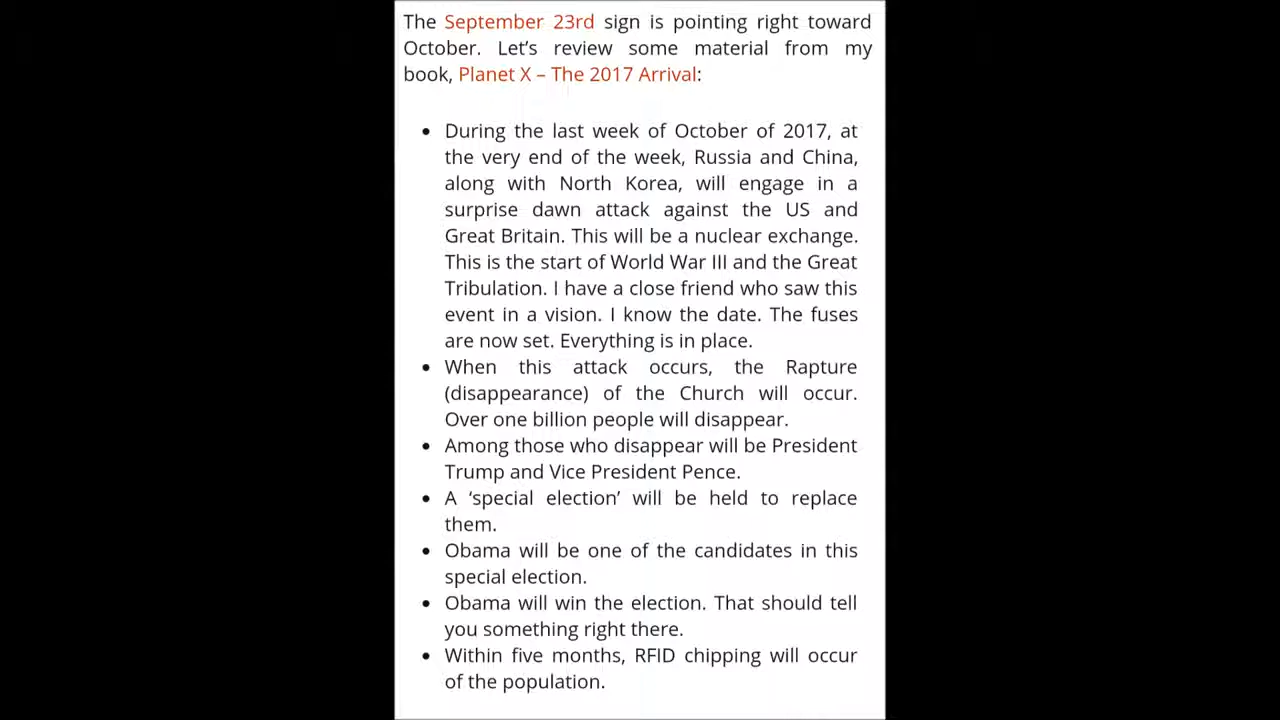 The September 23rd sign is pointing right toward
October. Let’s review some material from my
book, Planet X – The 2017 Arrival:
• During the last week of October of 2017, at
the very end of the week, Russia and China,
along with North Korea, will engage in a
surprise dawn attack against the US and
Great Britain. This will be a nuclear exchange.
This is the start of World War III and the Great
Tribulation. I have a close friend who saw this
event in a vision. I know the date. The fuses
are now set. Everything is in place.
• When this attack occurs, the Rapture
(disappearance) of the Church will occur.
Over one billion people will disappear.
• Among those who disappear will be President
Trump and Vice President Pence.
• A ‘special election’ will be held to replace
them.
• Obama will be one of the candidates in this
special election.
• Obama will win the election. That should tell
you something right there.
• Within five months, RFID chipping will occur
of the population.